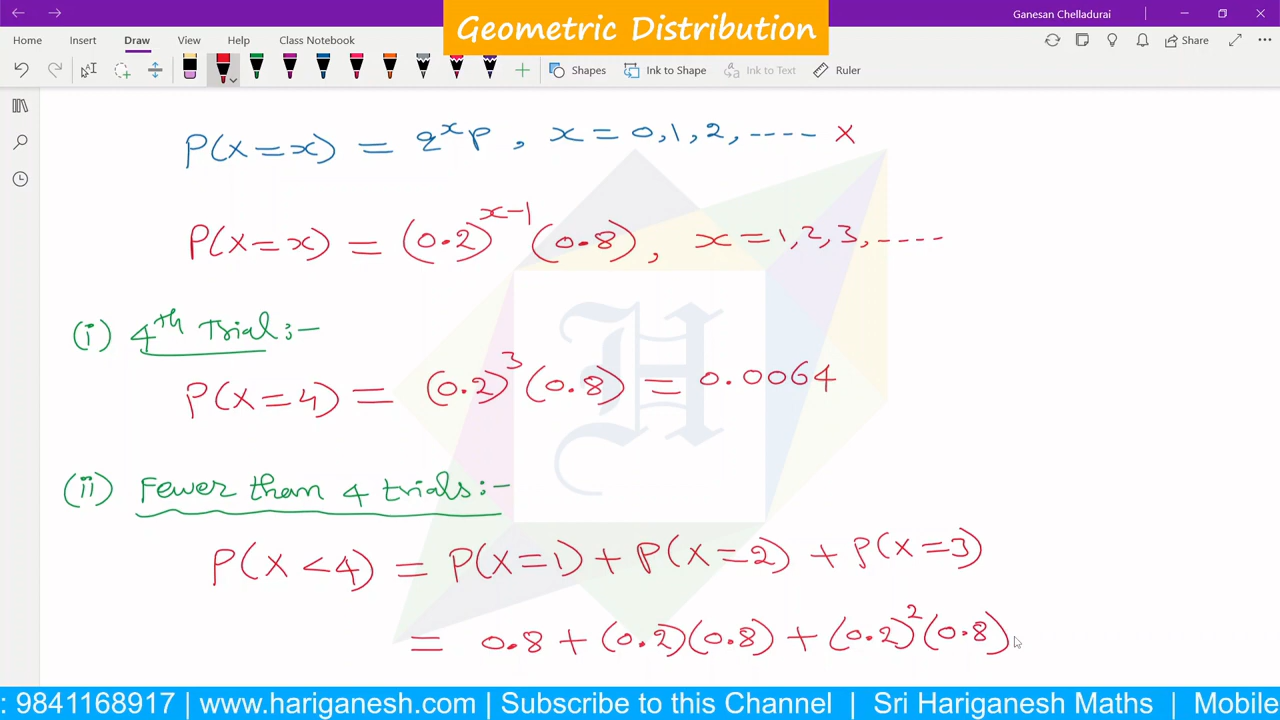 Geometric Distribution
Ganesan Chelladurai
Home Insert Draw View Help Class Notebook Share
Shapes Ink to Shape Ink to Text Ruler
P(X=x) = qˣp , x = 0,1,2,---- X
P(X=x) = (0.2)ˣ⁻¹ (0.8), x = 1,2,3,----
(i) 4ᵗʰ Trial:-
P(X=4) = (0.2)³ (0.8) = 0.0064
(ii) Fewer than 4 trials:-
P(X<4) = P(X=1) + P(X=2) + P(X=3)
= 0.8 + (0.2)(0.8) + (0.2)²(0.8)
: 9841168917 | www.hariganesh.com | Subscribe to this Channel | Sri Hariganesh Maths | Mobile